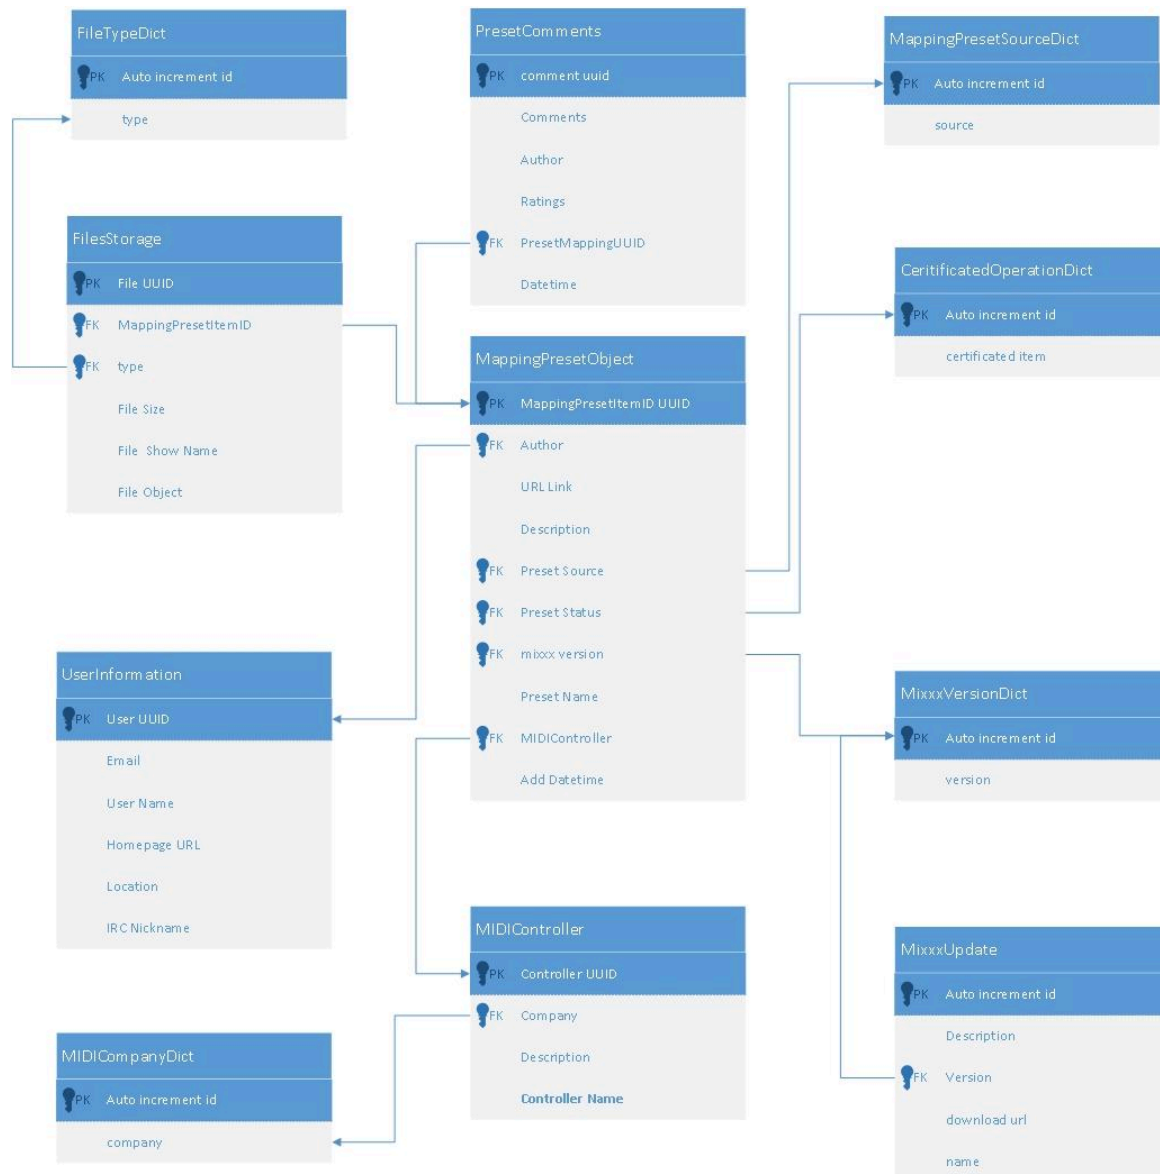 FileTypeDict
PK Auto increment id
type
FilesStorage
PK File UUID
FK MappingPresetItemID
FK type
File Size
File Show Name
File Object
UserInformation
PK User UUID
Email
User Name
Homepage URL
Location
IRC Nickname
MIDICompanyDict
PK Auto increment id
company
PresetComments
PK comment uuid
Comments
Author
Ratings
FK PresetMappingUUID
Datetime
MappingPresetObject
PK MappingPresetItemID UUID
FK Author
URL Link
Description
FK Preset Source
FK Preset Status
FK mixxx version
Preset Name
FK MIDIController
Add Datetime
MIDIController
PK Controller UUID
FK Company
Description
Controller Name
MappingPresetSourceDict
PK Auto increment id
source
CeritificatedOperationDict
PK Auto increment id
certificated item
MixxxVersionDict
PK Auto increment id
version
MixxxUpdate
PK Auto increment id
Description
FK Version
download url
name